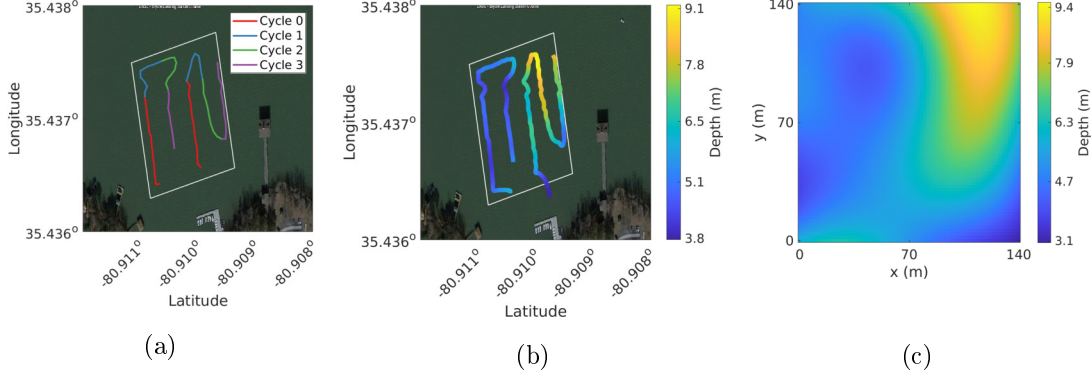 Cycle 0
Cycle 1
Cycle 2
Cycle 3
35.438°
35.437°
35.436°
Longitude
-80.911°
-80.910°
-80.909°
-80.908°
Latitude
(a)
35.438°
35.437°
35.436°
Longitude
-80.911°
-80.910°
-80.909°
-80.908°
Latitude
9.1
7.8
6.5
5.1
3.8
Depth (m)
(b)
140
70
0
y (m)
0
70
140
x (m)
9.4
7.9
6.3
4.7
3.1
Depth (m)
(c)